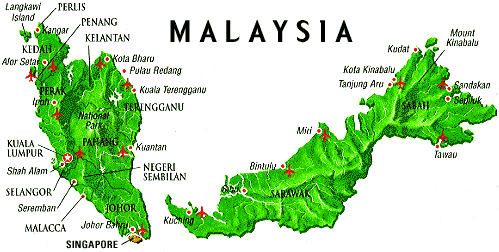 MALAYSIA
Langkawi
Island
PERLIS
Kangar
PENANG
KEDAH
KELANTAN
Alor Setar
Kota Bharu
Pulau Redang
PERAK
Kuala Terengganu
Ipoh
TERENGGANU
National
Park
KUALA
LUMPUR
PAHANG
Kuantan
Shah Alam
NEGERI
SEMBILAN
SELANGOR
Seremban
JOHOR
MALACCA
Johor Bahru
SINGAPORE
Mount
Kinabalu
Kudat
Kota Kinabalu
Tanjung Aru
Sandakan
Sepilok
SABAH
Tawau
Miri
Bintulu
Sibu
SARAWAK
Kuching